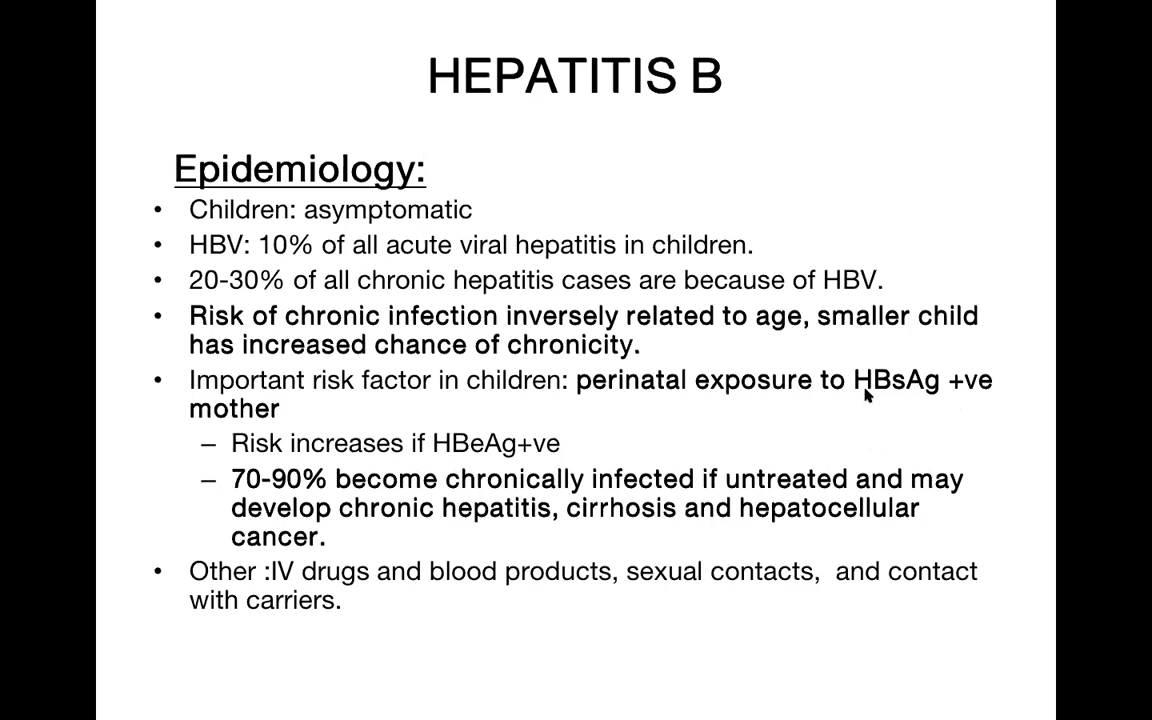 HEPATITIS B
Epidemiology:
• Children: asymptomatic
• HBV: 10% of all acute viral hepatitis in children.
• 20-30% of all chronic hepatitis cases are because of HBV.
• Risk of chronic infection inversely related to age, smaller child
has increased chance of chronicity.
• Important risk factor in children: perinatal exposure to HBsAg +ve
mother
– Risk increases if HBeAg+ve
– 70-90% become chronically infected if untreated and may
develop chronic hepatitis, cirrhosis and hepatocellular
cancer.
• Other :IV drugs and blood products, sexual contacts,  and contact
with carriers.